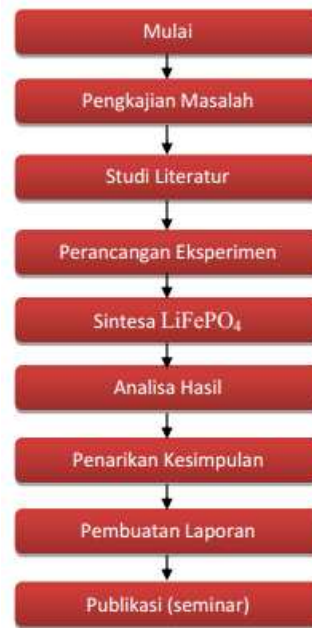 Mulai
Pengkajian Masalah
Studi Literatur
Perancangan Eksperimen
Sintesa LiFePO₄
Analisa Hasil
Penarikan Kesimpulan
Pembuatan Laporan
Publikasi (seminar)